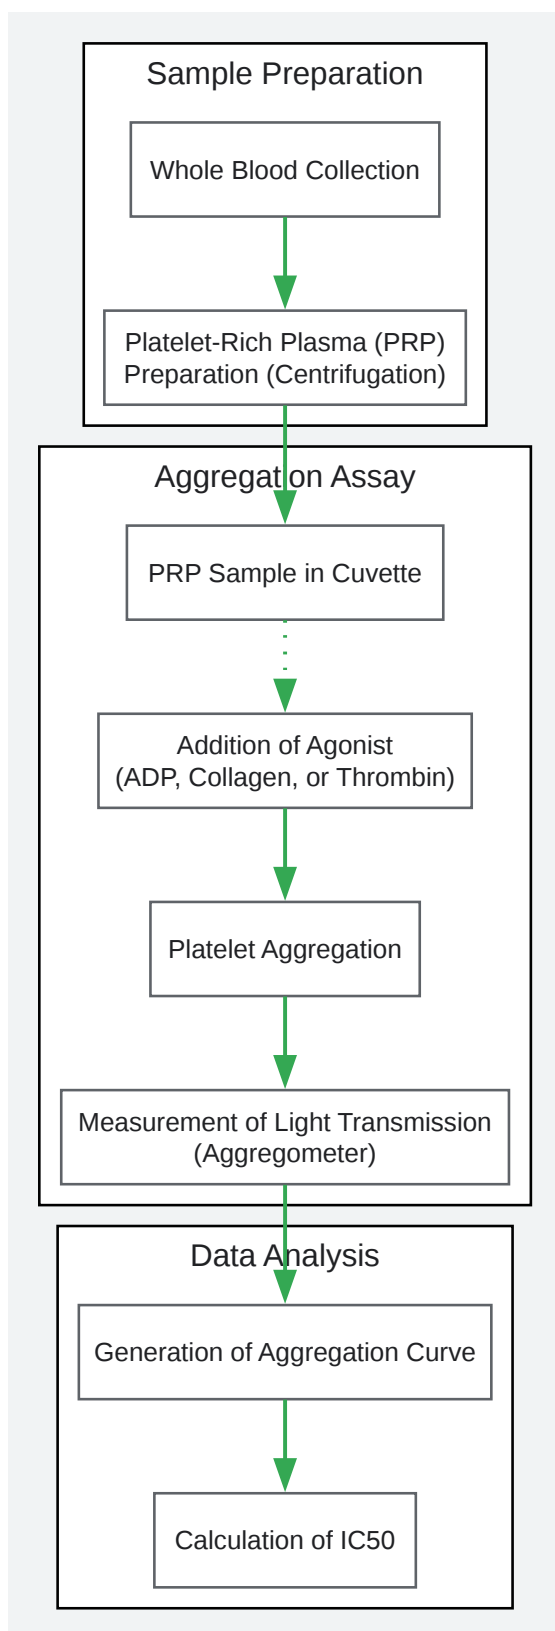 Sample Preparation
Whole Blood Collection
Platelet-Rich Plasma (PRP)
Preparation (Centrifugation)
Aggregation Assay
PRP Sample in Cuvette
Addition of Agonist
(ADP, Collagen, or Thrombin)
Platelet Aggregation
Measurement of Light Transmission
(Aggregometer)
Data Analysis
Generation of Aggregation Curve
Calculation of IC50